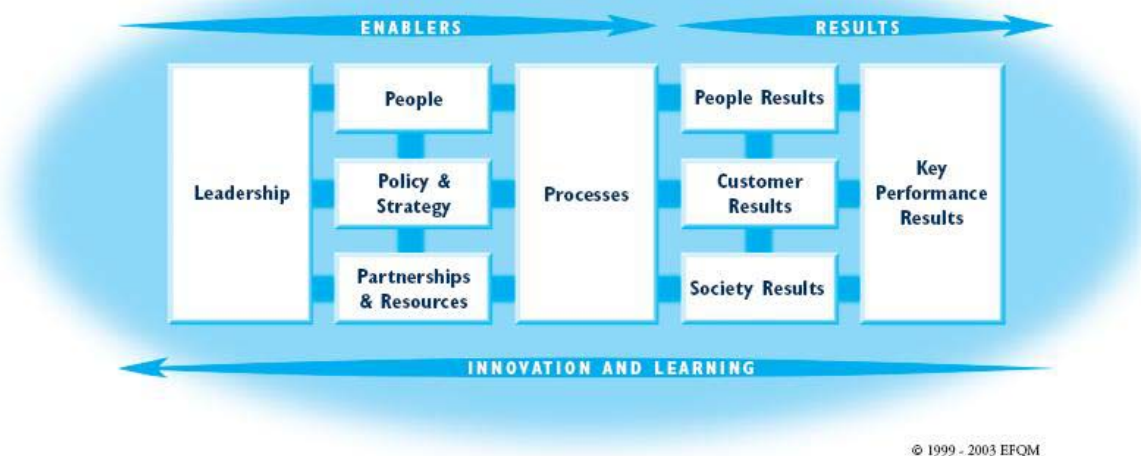 ENABLERS
RESULTS
Leadership
People
Policy &
Strategy
Partnerships
& Resources
Processes
People Results
Customer
Results
Society Results
Key
Performance
Results
INNOVATION AND LEARNING
© 1999 - 2003 EFQM